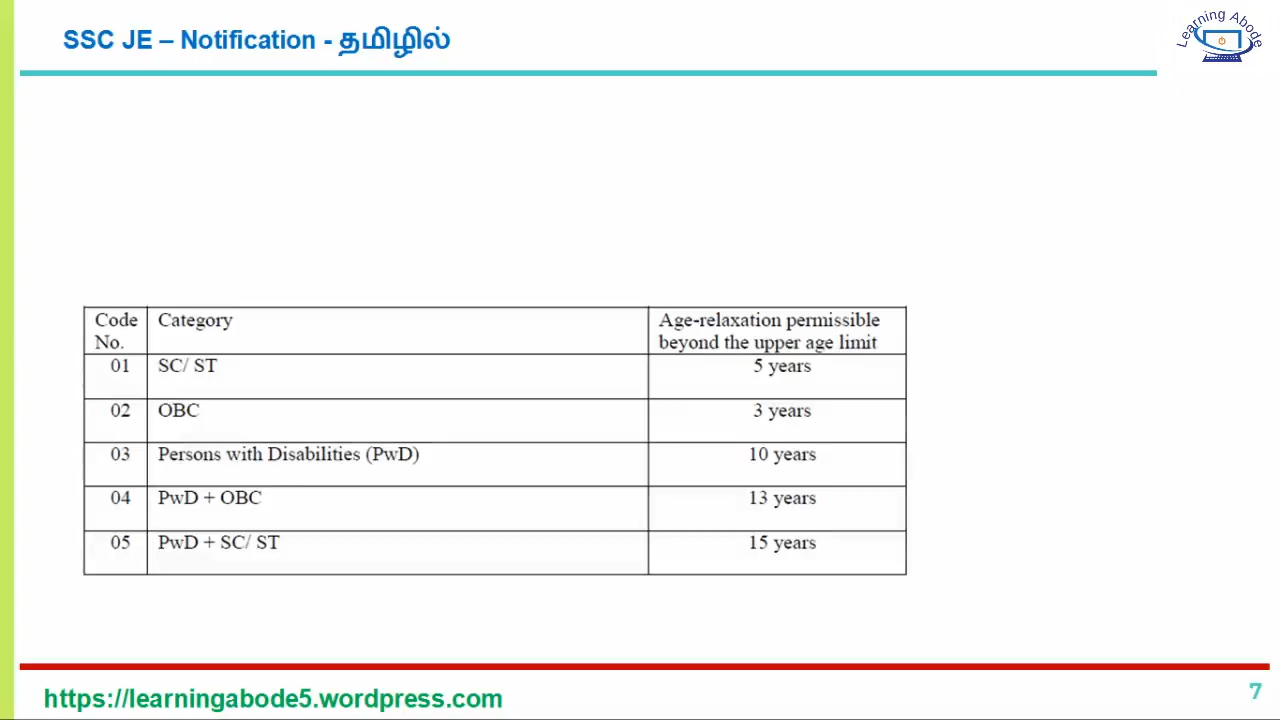 SSC JE – Notification - தமிழில்
Learning Abode
Code No. Category Age-relaxation permissible beyond the upper age limit
01 SC/ ST 5 years
02 OBC 3 years
03 Persons with Disabilities (PwD) 10 years
04 PwD + OBC 13 years
05 PwD + SC/ ST 15 years
https://learningabode5.wordpress.com
7